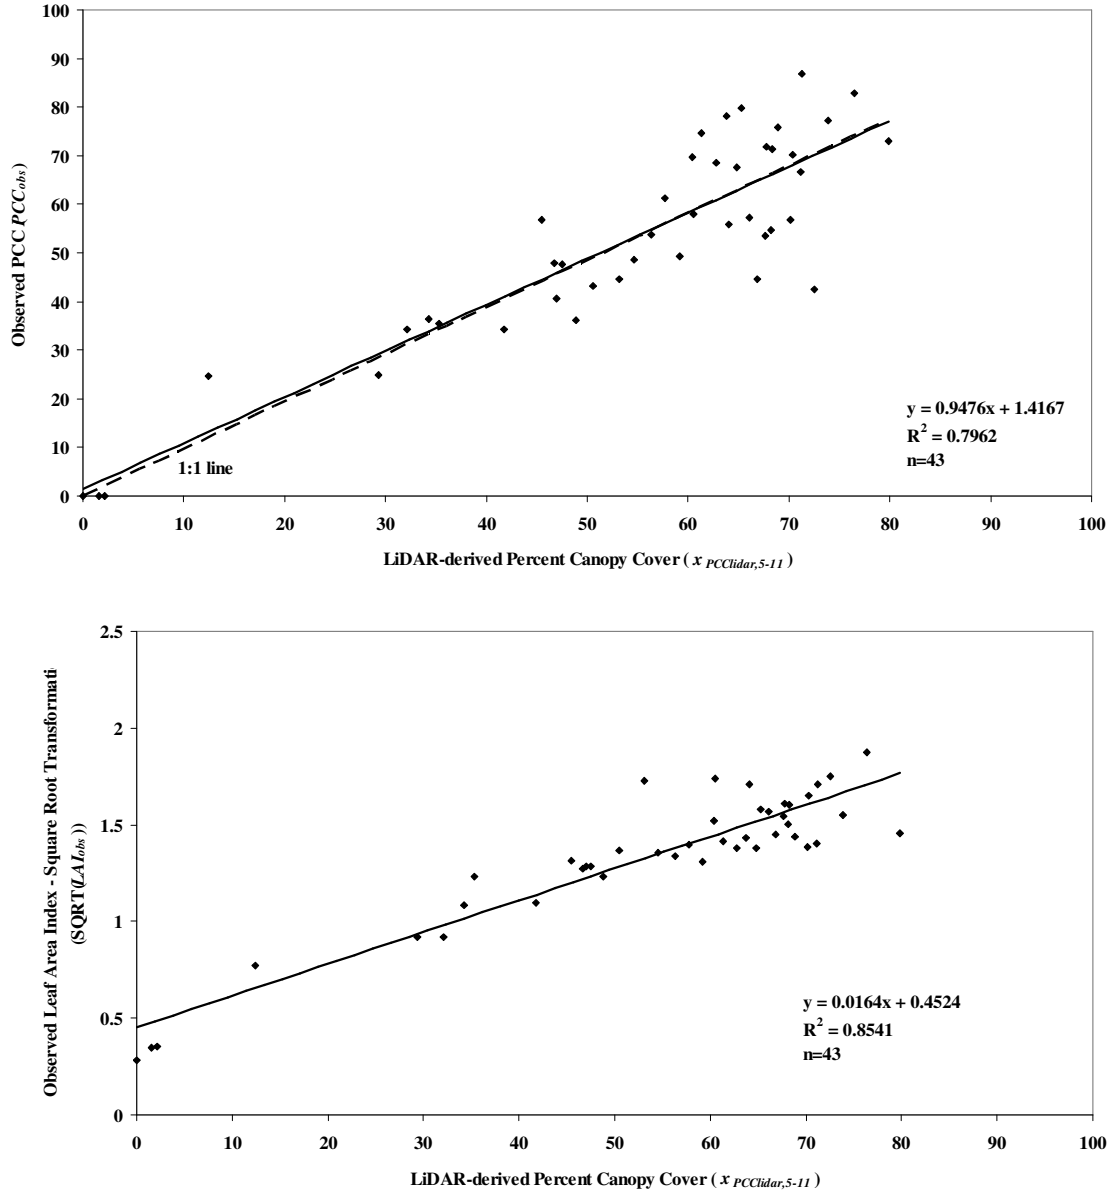 100
90
80
70
60
50
40
30
20
10
0
Observed PCC PCCobs)
1:1 line
y = 0.9476x + 1.4167
R2 = 0.7962
n=43
0 10 20 30 40 50 60 70 80 90 100
LiDAR-derived Percent Canopy Cover ( x PCClidar,5-11 )
2.5
2
1.5
1
0.5
0
Observed Leaf Area Index - Square Root Transformati
(SQRT(LAIobs ))
y = 0.0164x + 0.4524
R2 = 0.8541
n=43
0 10 20 30 40 50 60 70 80 90 100
LiDAR-derived Percent Canopy Cover ( x PCClidar,5-11 )